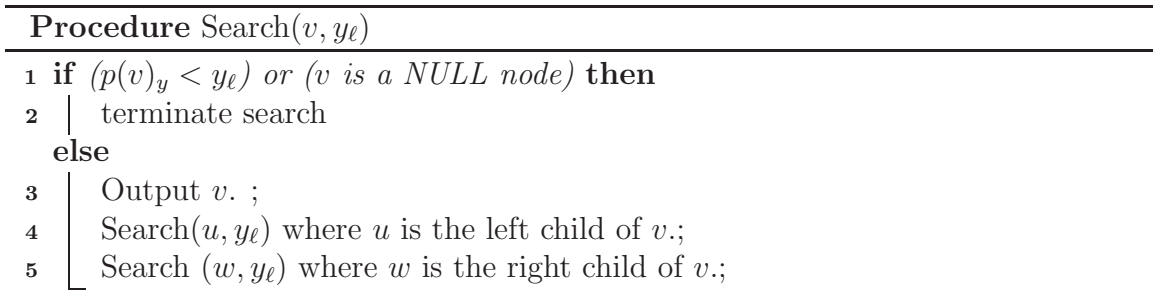 Procedure Search(v, yℓ)
1 if (p(v)y < yℓ) or (v is a NULL node) then
2 terminate search
else
3 Output v. ;
4 Search(u, yℓ) where u is the left child of v.;
5 Search (w, yℓ) where w is the right child of v.;